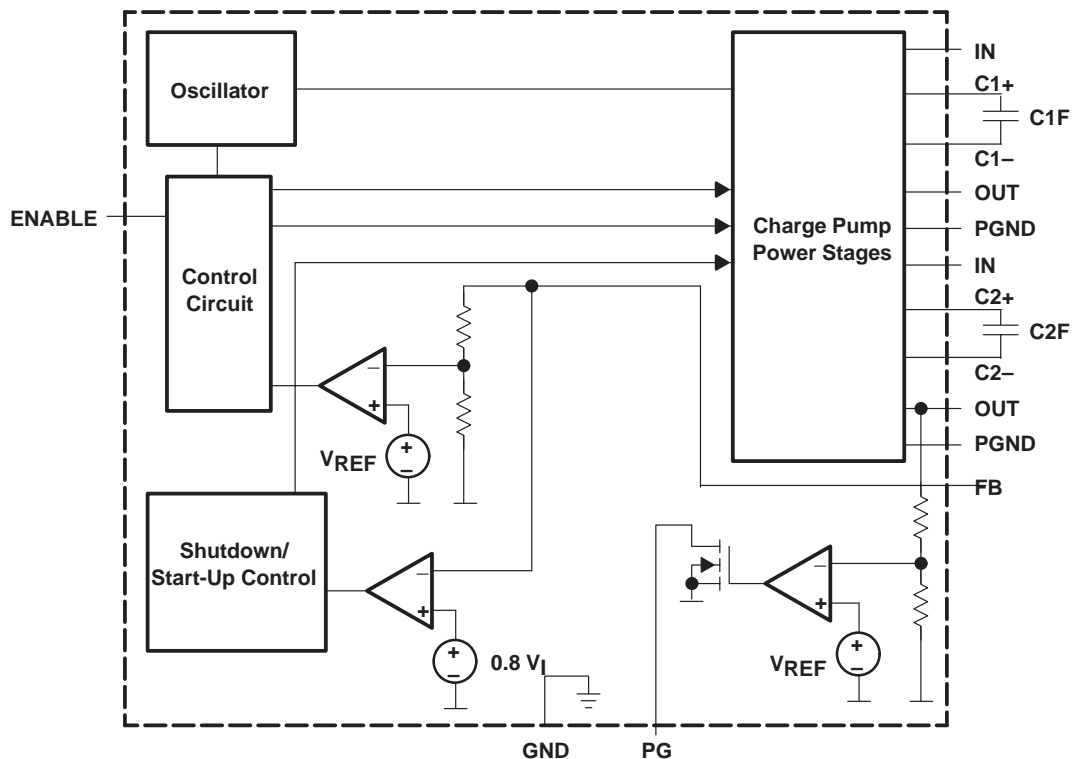 Oscillator
ENABLE
Control
Circuit
Charge Pump
Power Stages
IN
C1+
C1F
C1–
OUT
PGND
IN
C2+
C2F
C2–
OUT
PGND
FB
–
+
VREF
+
–
Shutdown/
Start-Up Control
–
+
+
–
0.8 VI
–
+
VREF
+
–
GND
PG